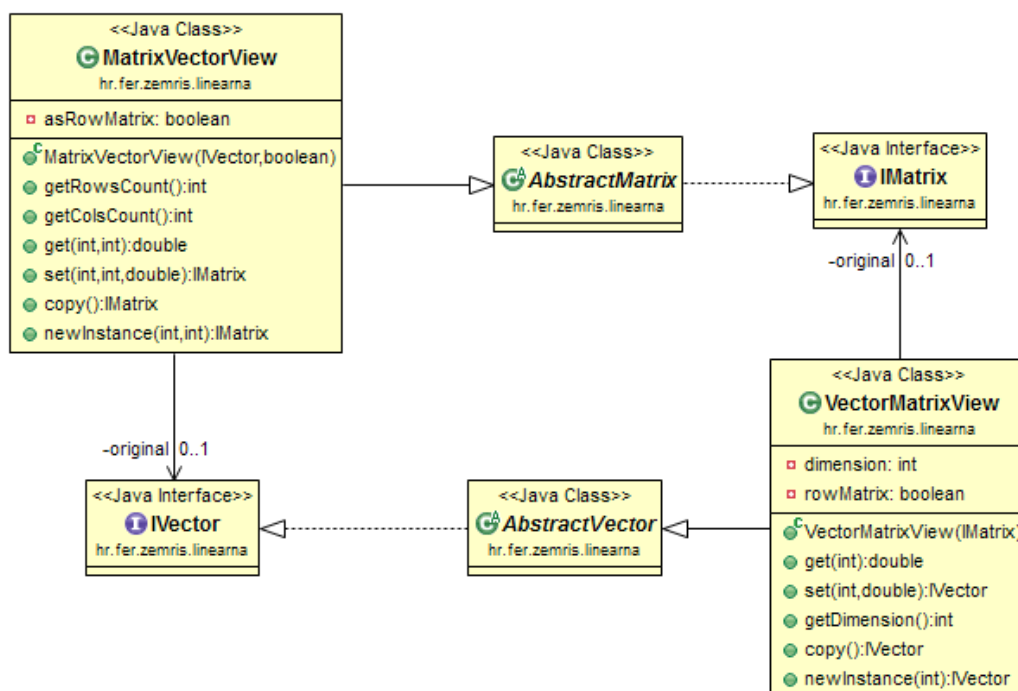 <<Java Class>>
MatrixVectorView
hr.fer.zemris.linearna
asRowMatrix: boolean
MatrixVectorView(IVector,boolean)
getRowsCount():int
getColsCount():int
get(int,int):double
set(int,int,double):IMatrix
copy():IMatrix
newInstance(int,int):IMatrix
<<Java Class>>
AbstractMatrix
hr.fer.zemris.linearna
<<Java Interface>>
IMatrix
hr.fer.zemris.linearna
-original 0..1
-original 0..1
<<Java Interface>>
IVector
hr.fer.zemris.linearna
<<Java Class>>
AbstractVector
hr.fer.zemris.linearna
<<Java Class>>
VectorMatrixView
hr.fer.zemris.linearna
dimension: int
rowMatrix: boolean
VectorMatrixView(IMatrix)
get(int):double
set(int,double):IVector
getDimension():int
copy():IVector
newInstance(int):IVector